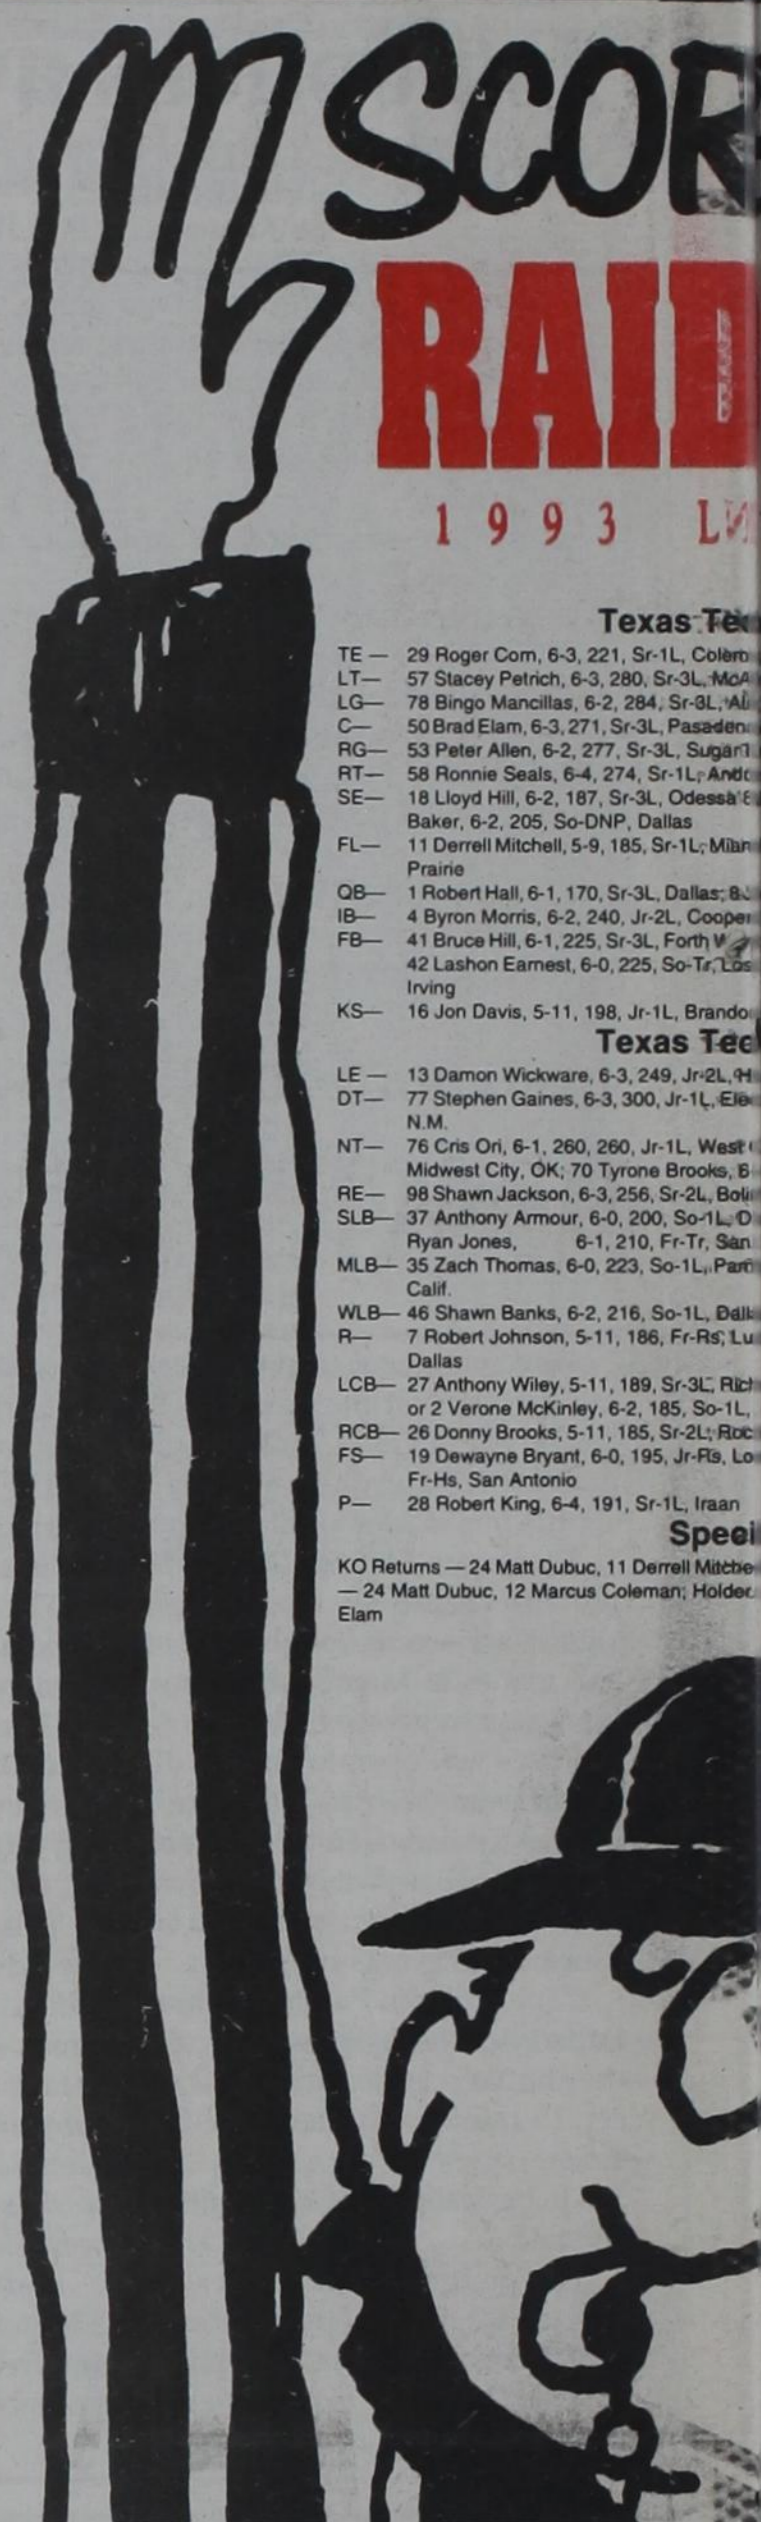 SCOR
RAID
1993
Texas Te
TE — 29 Roger Corn, 6-3, 221, Sr-1L,
LT— 57 Stacey Petrich, 6-3, 280, Sr-3L,
LG— 78 Bingo Mancillas, 6-2, 284, Sr-3L,
C— 50 Brad Elam, 6-3, 271, Sr-3L, Pasaden
RG— 53 Peter Allen, 6-2, 277, Sr-3L, Sugar
RT— 58 Ronnie Seals, 6-4, 274, Sr-1L,
SE— 18 Lloyd Hill, 6-2, 187, Sr-3L, Odessa
Baker, 6-2, 205, So-DNP, Dallas
FL— 11 Derrell Mitchell, 5-9, 185, Sr-1L,
Prairie
QB— 1 Robert Hall, 6-1, 170, Sr-3L, Dallas;
IB— 4 Byron Morris, 6-2, 240, Jr-2L, Cooper
FB— 41 Bruce Hill, 6-1, 225, Sr-3L, Forth
42 Lashon Earnest, 6-0, 225, So-Tr, Los
Irving
KS— 16 Jon Davis, 5-11, 198, Jr-1L, Brando
Texas Tec
LE — 13 Damon Wickware, 6-3, 249, Jr-2L,
DT— 77 Stephen Gaines, 6-3, 300, Jr-1L,
N.M.
NT— 76 Cris Ori, 6-1, 260, 260, Jr-1L, West
Midwest City, OK; 70 Tyrone Brooks,
RE— 98 Shawn Jackson, 6-3, 256, Sr-2L,
SLB— 37 Anthony Armour, 6-0, 200, So-1L,
Ryan Jones, 6-1, 210, Fr-Tr, San
MLB— 35 Zach Thomas, 6-0, 223, So-1L,
Calif.
WLB— 46 Shawn Banks, 6-2, 216, So-1L,
R— 7 Robert Johnson, 5-11, 186, Fr-Rs, Lu
Dallas
LCB— 27 Anthony Wiley, 5-11, 189, Sr-3L,
or 2 Verone McKinley, 6-2, 185, So-1L,
RCB— 26 Donny Brooks, 5-11, 185, Sr-2L,
FS— 19 Dewayne Bryant, 6-0, 195, Jr-Rs, Lo
Fr-Hs, San Antonio
P— 28 Robert King, 6-4, 191, Sr-1L, Iraan
Speci
KO Returns — 24 Matt Dubuc, 11 Derrell Mitche
— 24 Matt Dubuc, 12 Marcus Coleman; Holder
Elam